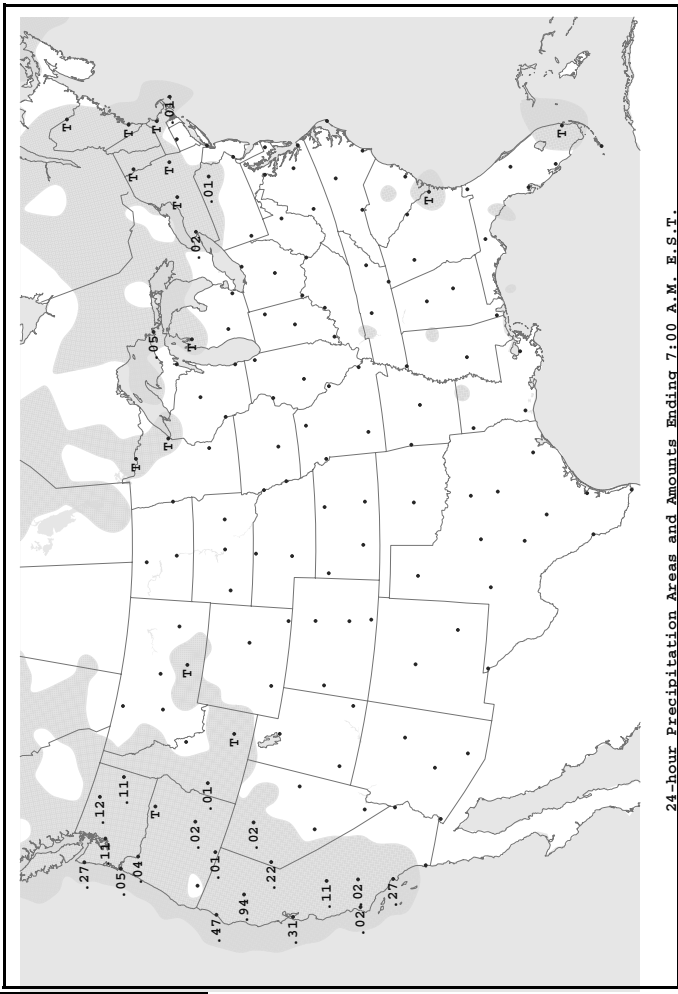 T
.27
.12
.11
.05
.11
T
T
T
.04
.05
T
T
T
.01
T
T
T
T
.02
.02
.01
.01
.01
.47
T
.94
.02
.22
.31
.11
.02
.02
.27
T
T
24-hour Precipitation Areas and Amounts Ending 7:00 A.M. E.S.T.